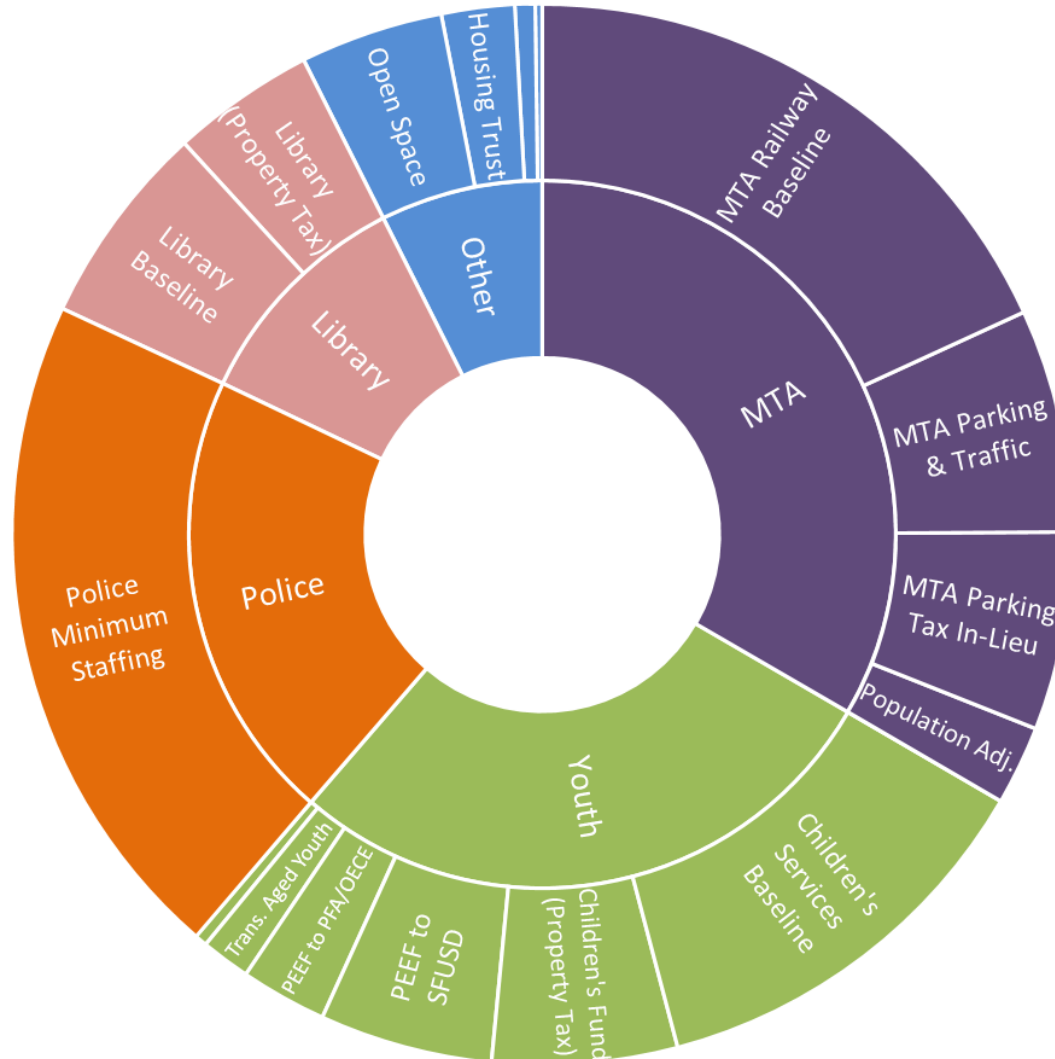 MTA
MTA Railway
Baseline
MTA Parking
& Traffic
MTA Parking
Tax In-Lieu
Population Adj.
Youth
Children's
Services
Baseline
Children's Fund
(Property Tax)
PEEF to
SFUSD
PEEF to PFA/OECE
Trans. Aged Youth
Police
Police
Minimum
Staffing
Library
Library
Baseline
Library
(Property Tax)
Other
Open Space
Housing Trust